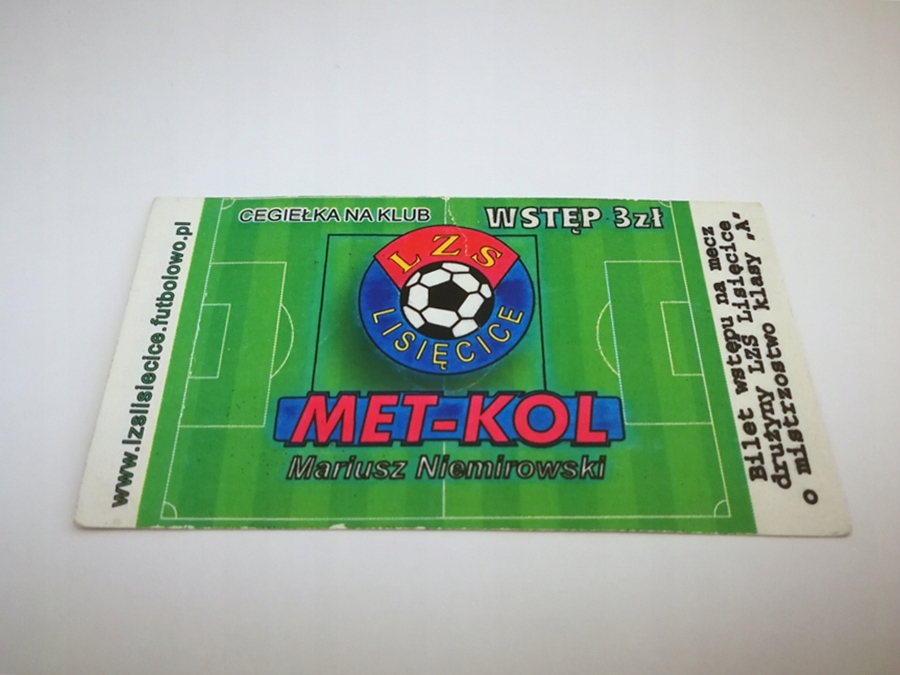 CEGIEŁKA NA KLUB
WSTĘP 3zł
LZS
LISIĘCICE
MET-KOL
Mariusz Niemirowski
www.lzslisiecice.futbolowo.pl
Bilet wstępu na mecz
drużyny LZS Lisięcice
o mistrzostwo klasy „A"